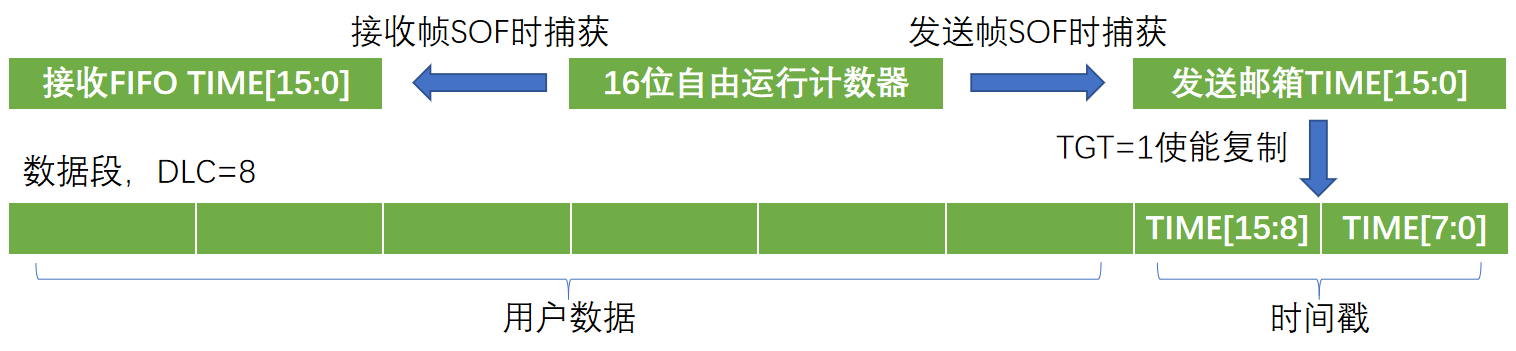 接收帧SOF时捕获
发送帧SOF时捕获
接收FIFO TIME[15:0]
16位自由运行计数器
发送邮箱TIME[15:0]
TGT=1使能复制
数据段，DLC=8
TIME[15:8]
TIME[7:0]
用户数据
时间戳